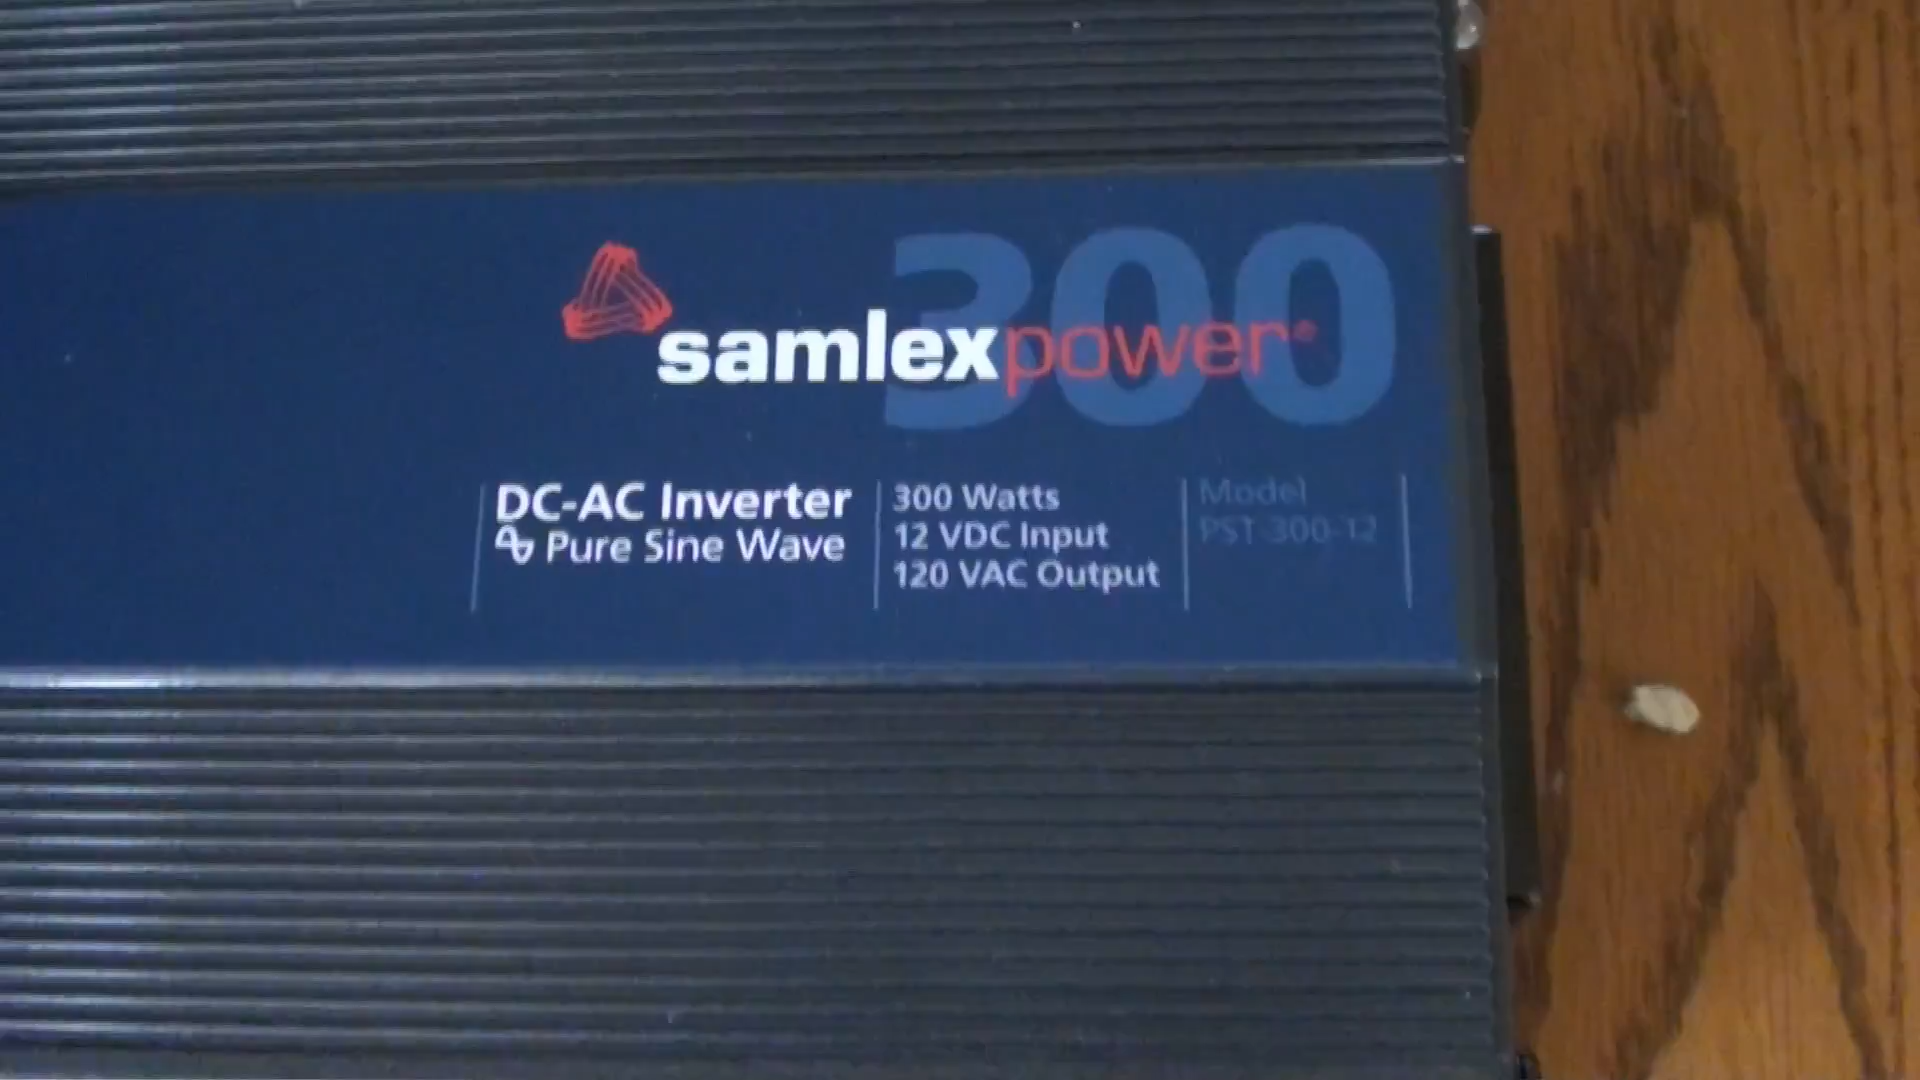 300
samlexpower®
DC-AC Inverter
Pure Sine Wave
300 Watts
12 VDC Input
120 VAC Output
Model
PST-300-12